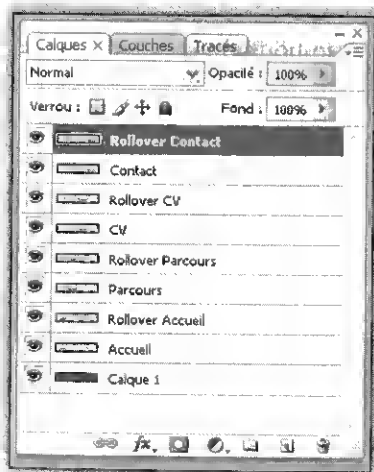 Calques × Couches Tracés
Normal Opacité : 100%
Verrou : Fond : 100%
Rollover Contact
Contact
Rollover CV
CV
Rollover Parcours
Parcours
Rollover Accueil
Accueil
Calque 1
fx.